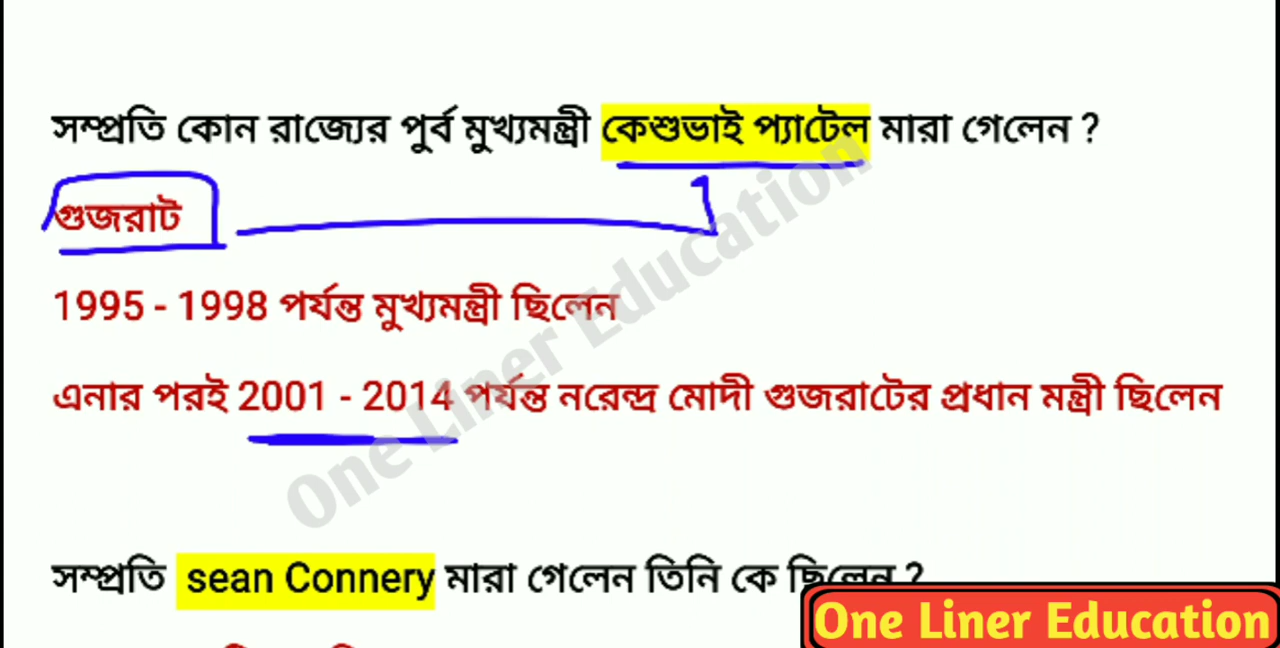 সম্প্রতি কোন রাজ্যের পুর্ব মুখ্যমন্ত্রী কেশুভাই প্যাটেল মারা গেলেন ?
গুজরাট
1995 - 1998 পর্যন্ত মুখ্যমন্ত্রী ছিলেন
এনার পরই 2001 - 2014 পর্যন্ত নরেন্দ্র মোদী গুজরাটের প্রধান মন্ত্রী ছিলেন
One Liner Education
সম্প্রতি sean Connery মারা গেলেন তিনি কে ছিলেন ?
One Liner Education